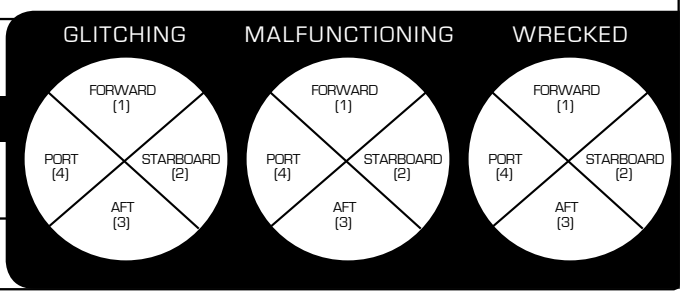 GLITCHING MALFUNCTIONING WRECKED
FORWARD
(1)
PORT
(4)
STARBOARD
(2)
AFT
(3)
FORWARD
(1)
PORT
(4)
STARBOARD
(2)
AFT
(3)
FORWARD
(1)
PORT
(4)
STARBOARD
(2)
AFT
(3)